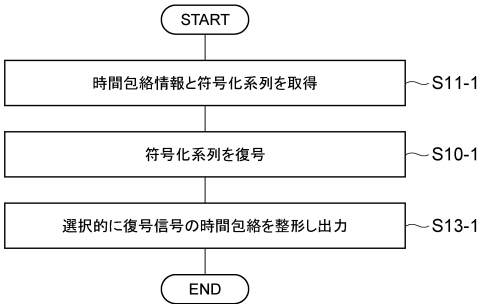 START
時間包絡情報と符号化系列を取得
S11-1
符号化系列を復号
S10-1
選択的に復号信号の時間包絡を整形し出力
S13-1
END